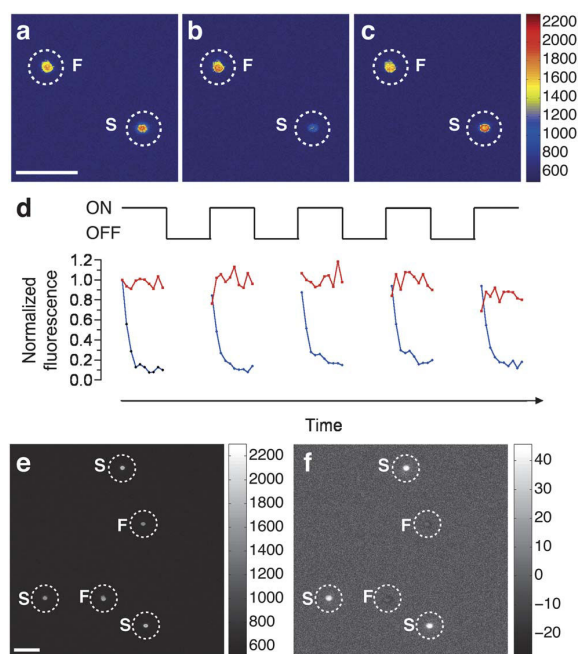 a
b
c
F
F
F
S
S
S
2200
2000
1800
1600
1400
1200
1000
800
600
d
ON
OFF
Normalized
fluorescence
1.2
1.0
0.8
0.6
0.4
0.2
0.0
Time
e
S
F
S
F
S
2200
2000
1800
1600
1400
1200
1000
800
600
f
S
F
S
F
S
40
30
20
10
0
−10
−20